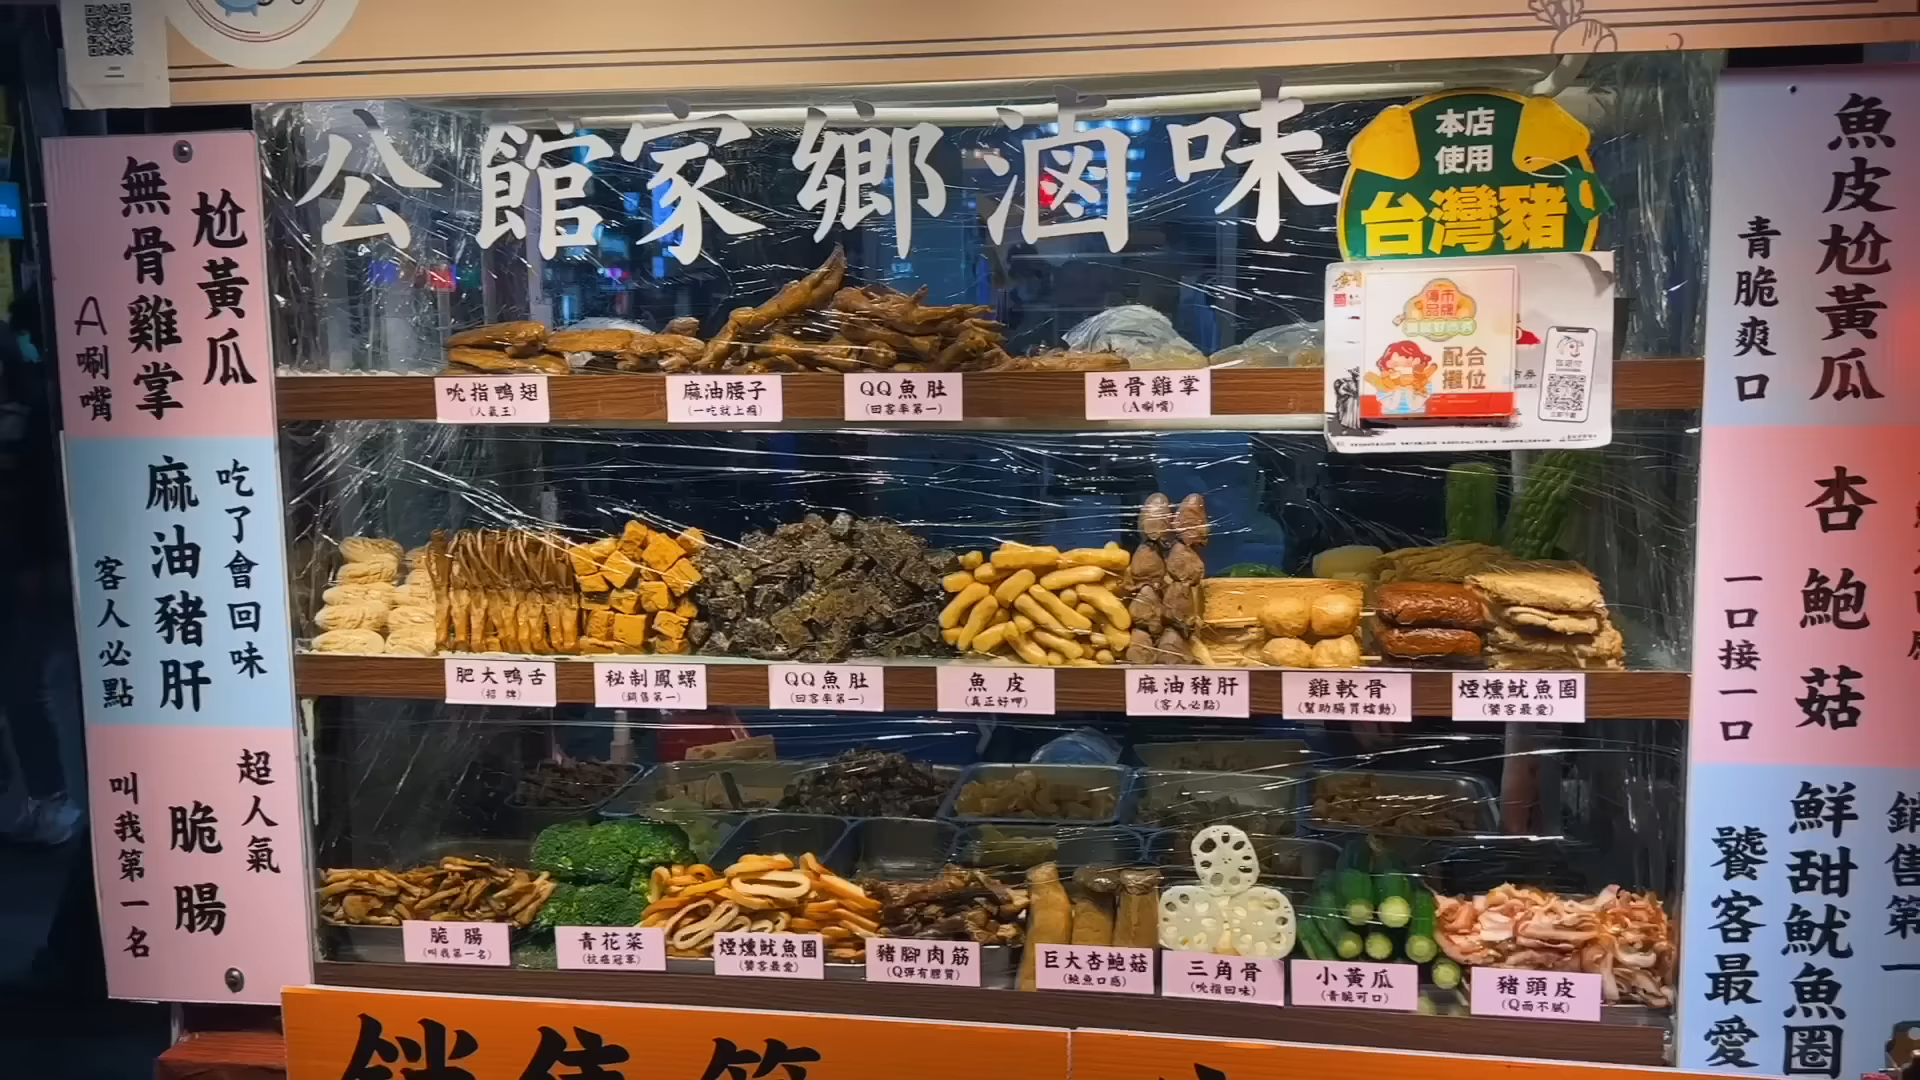 公館家鄉滷味
本店
使用
台灣豬
配合
攤位
尬黃瓜
無骨雞掌
A唰嘴
吃了會回味
麻油豬肝
客人必點
超人氣
脆腸
叫我第一名
吮指鴨翅
(人氣王)
麻油腰子
(一吃就上癮)
QQ魚肚
(回客率第一)
無骨雞掌
(A唰嘴)
肥大鴨舌
(招牌)
秘制鳳螺
(銷售第一)
QQ魚肚
(回客率第一)
魚皮
(真正好呷)
麻油豬肝
(客人必點)
雞軟骨
(幫助腸胃蠕動)
煙燻魷魚圈
(饕客最愛)
脆腸
(叫我第一名)
青花菜
(抗癌冠軍)
煙燻魷魚圈
(饕客最愛)
豬腳肉筋
(Q彈有膠質)
巨大杏鮑菇
(鮑魚口感)
三角骨
(吮指回味)
小黃瓜
(青脆可口)
豬頭皮
(Q而不膩)
魚皮尬黃瓜
青脆爽口
杏鮑菇
一口接一口
銷售第一
鮮甜魷魚圈
饕客最愛
銷售第